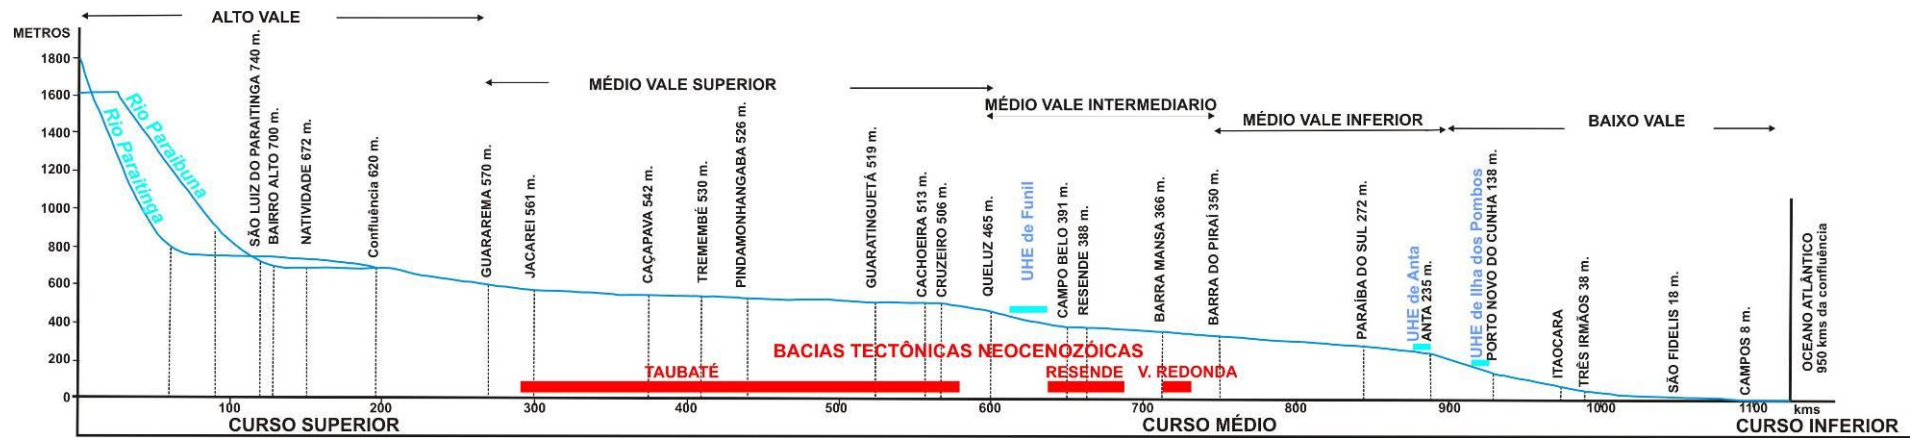 ALTO VALE
METROS
1800
1600
1400
1200
1000
800
600
400
200
0
Rio Paraitinga
Rio Paraibuna
SÃO LUIZ DO PARAITINGA 740 m.
BAIRRO ALTO 700 m.
NATIVIDADE 672 m.
Confluência 620 m.
MÉDIO VALE SUPERIOR
GUARAREMA 570 m.
JACAREI 561 m.
CAÇAPAVA 542 m.
TREMEMBÉ 530 m.
PINDAMONHANGABA 526 m.
GUARATINGUETÁ 519 m.
CACHOEIRA 513 m.
CRUZEIRO 506 m.
MÉDIO VALE INTERMEDIARIO
QUELUZ 465 m.
UHE de Funil
CAMPO BELO 391 m.
RESENDE 388 m.
BARRA MANSA 366 m.
BARRA DO PIRAÍ 350 m.
MÉDIO VALE INFERIOR
PARAÍBA DO SUL 272 m.
UHE de Anta
ANTA 235 m.
BAIXO VALE
UHE de Ilha dos Pombos
PORTO NOVO DO CUNHA 138 m.
ITAOCARA
TRÊS IRMÃOS 38 m.
SÃO FIDELIS 18 m.
CAMPOS 8 m.
OCEANO ATLÂNTICO
950 kms da confluência
BACIAS TECTÔNICAS NEOCENOZÓICAS
TAUBATÉ
RESENDE
V. REDONDA
100
200
300
400
500
600
700
800
900
1000
1100
kms
CURSO SUPERIOR
CURSO MÉDIO
CURSO INFERIOR